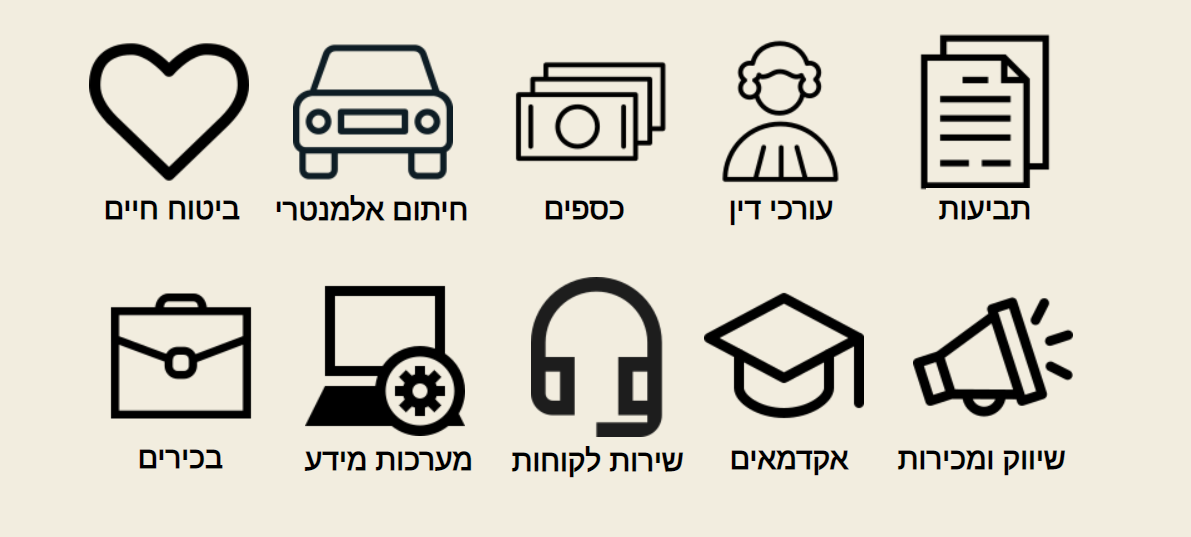 תביעות
עורכי דין
כספים
חיתום אלמנטרי
ביטוח חיים
שיווק ומכירות
אקדמאים
שירות לקוחות
מערכות מידע
בכירים